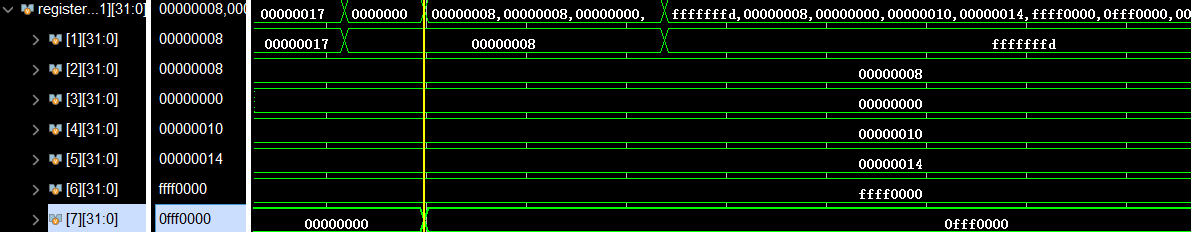 register...1][31:0] 00000008,000 00000017 0000000 00000008,00000008,00000000, fffffffd,00000008,00000000,00000010,00000014,ffff0000,0fff0000,00
[1][31:0] 00000008 00000017 00000008 fffffffd
[2][31:0] 00000008 00000008
[3][31:0] 00000000 00000000
[4][31:0] 00000010 00000010
[5][31:0] 00000014 00000014
[6][31:0] ffff0000 ffff0000
[7][31:0] 0fff0000 00000000 0fff0000